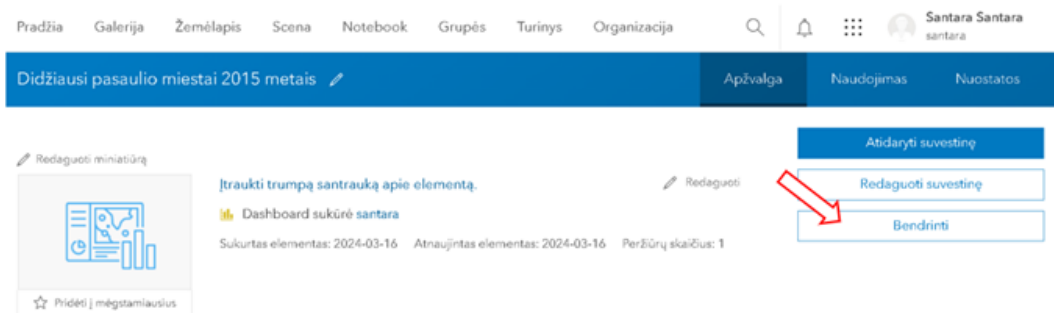 Pradžia Galerija Žemėlapis Scena Notebook Grupės Turinys Organizacija Santara Santara
santara
Didžiausi pasaulio miestai 2015 metais Apžvalga Naudojimas Nuostatos
Atidaryti suvestinę
Redaguoti miniatiūrą
Įtraukti trumpą santrauką apie elementą. Redaguoti Redaguoti suvestinę
Dashboard sukūrė santara
Bendrinti
Sukurtas elementas: 2024-03-16 Atnaujintas elementas: 2024-03-16 Peržiūrų skaičius: 1
Pridėti į mėgstamiausius